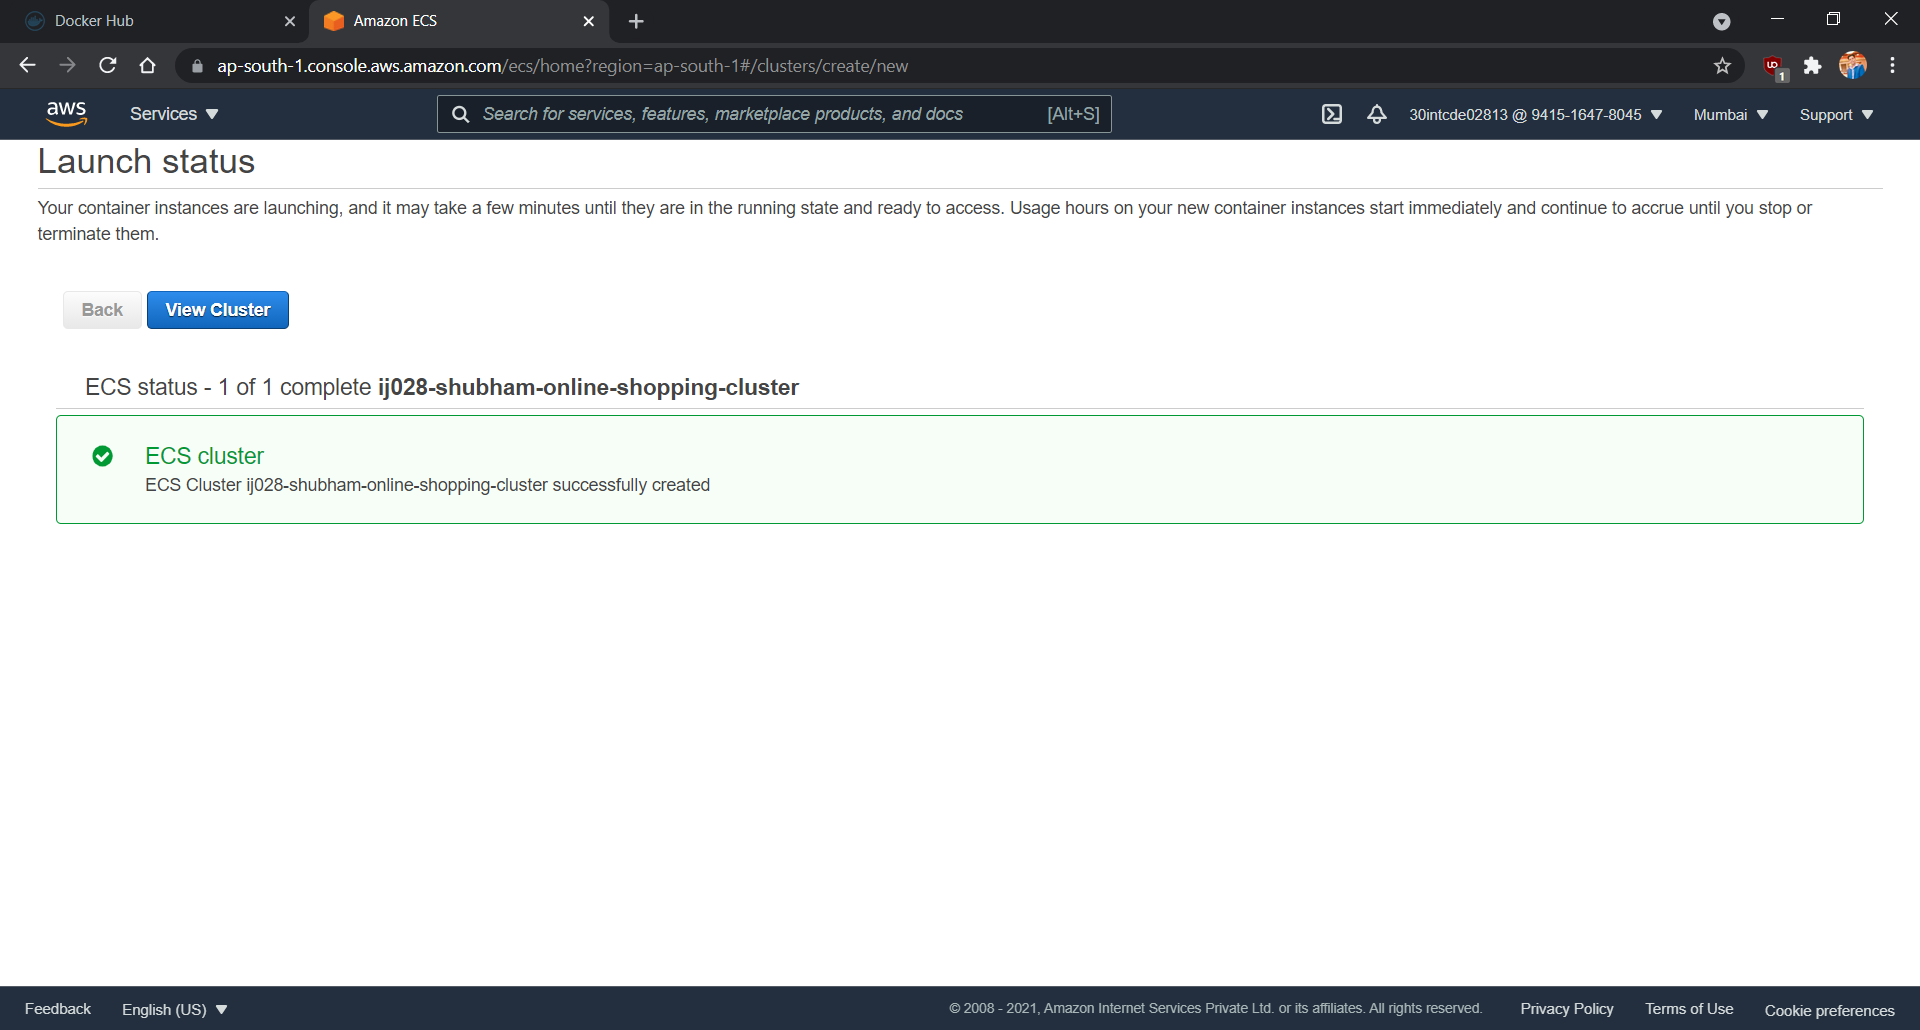 Docker Hub
Amazon ECS
ap-south-1.console.aws.amazon.com/ecs/home?region=ap-south-1#/clusters/create/new
UD
1
aws
Services
Search for services, features, marketplace products, and docs
[Alt+S]
30intcde02813 @ 9415-1647-8045
Mumbai
Support
Launch status
Your container instances are launching, and it may take a few minutes until they are in the running state and ready to access. Usage hours on your new container instances start immediately and continue to accrue until you stop or
terminate them.
Back
View Cluster
ECS status - 1 of 1 complete ij028-shubham-online-shopping-cluster
ECS cluster
ECS Cluster ij028-shubham-online-shopping-cluster successfully created
Feedback
English (US)
© 2008 - 2021, Amazon Internet Services Private Ltd. or its affiliates. All rights reserved.
Privacy Policy
Terms of Use
Cookie preferences